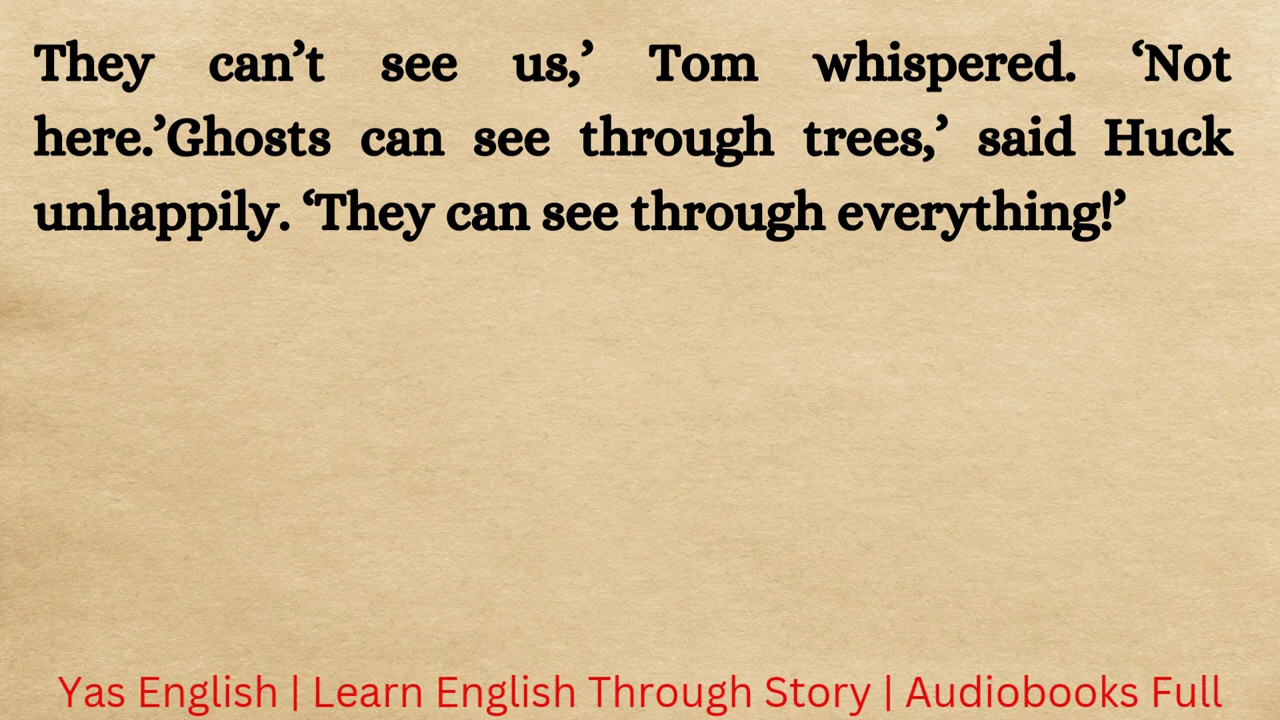 They can’t see us,’ Tom whispered. ‘Not
here.’Ghosts can see through trees,’ said Huck
unhappily. ‘They can see through everything!’
Yas English | Learn English Through Story | Audiobooks Full